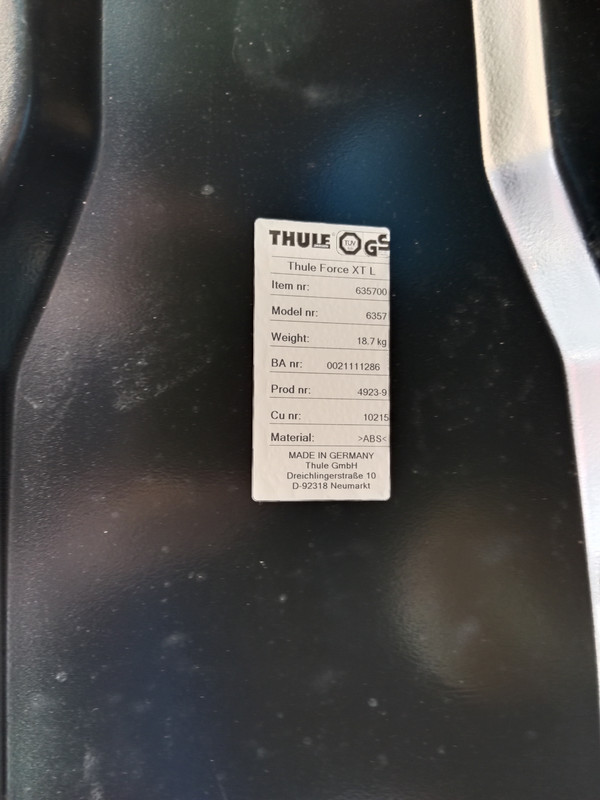 THULE TÜV GS
Thule Force XT L
Item nr: 635700
Model nr: 6357
Weight: 18.7 kg
BA nr: 0021111286
Prod nr: 4923-9
Cu nr: 10215
Material: >ABS<
MADE IN GERMANY
Thule GmbH
Dreichlingerstraße 10
D-92318 Neumarkt